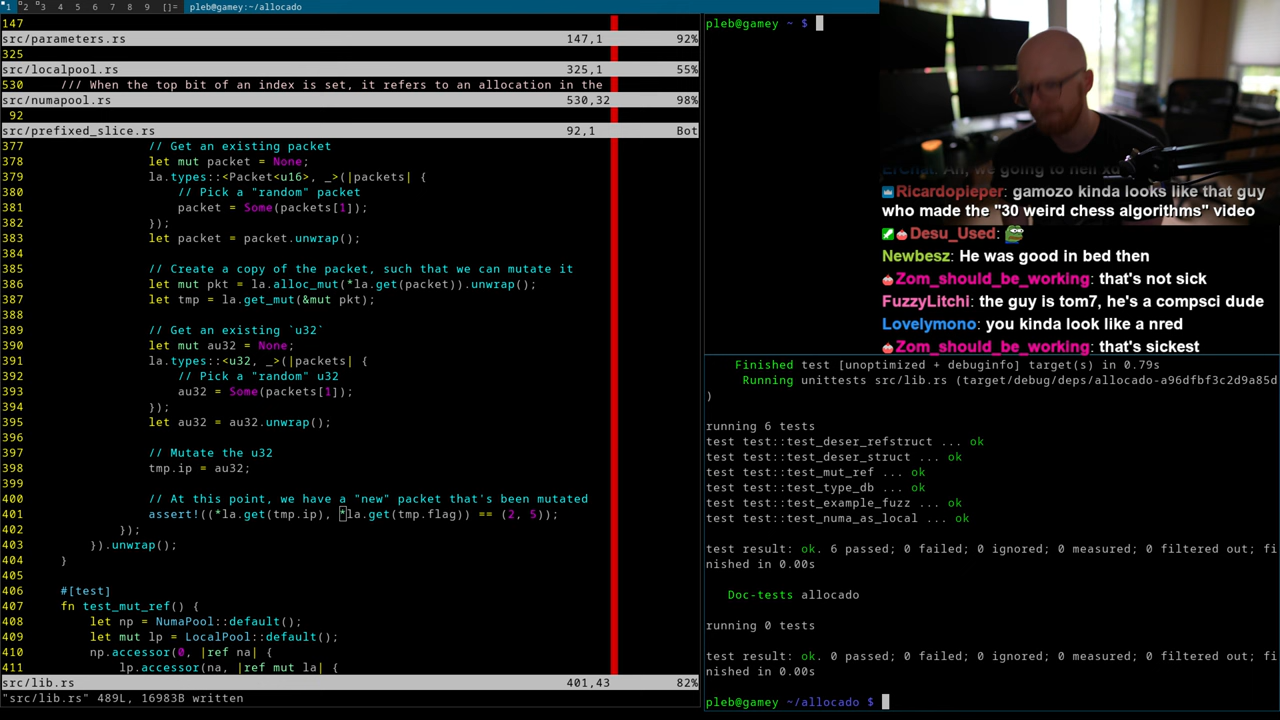 1 2 3 4 5 6 7 8 9 []= pleb@gamey:~/allocado
147
src/parameters.rs 147,1 92%
325
src/localpool.rs 325,1 55%
530 /// When the top bit of an index is set, it refers to an allocation in the
src/numapool.rs 530,32 98%
92
src/prefixed_slice.rs 92,1 Bot
377 // Get an existing packet
378 let mut packet = None;
379 la.types::<Packet<u16>, _>(|packets| {
380 // Pick a "random" packet
381 packet = Some(packets[1]);
382 });
383 let packet = packet.unwrap();
384
385 // Create a copy of the packet, such that we can mutate it
386 let mut pkt = la.alloc_mut(*la.get(packet)).unwrap();
387 let tmp = la.get_mut(&mut pkt);
388
389 // Get an existing `u32`
390 let mut au32 = None;
391 la.types::<u32, _>(|packets| {
392 // Pick a "random" u32
393 au32 = Some(packets[1]);
394 });
395 let au32 = au32.unwrap();
396
397 // Mutate the u32
398 tmp.ip = au32;
399
400 // At this point, we have a "new" packet that's been mutated
401 assert!((*la.get(tmp.ip), *la.get(tmp.flag)) == (2, 5));
402 });
403 }).unwrap();
404 }
405
406 #[test]
407 fn test_mut_ref() {
408 let np = NumaPool::default();
409 let mut lp = LocalPool::default();
410 np.accessor(0, |ref na| {
411 lp.accessor(na, |ref mut la| {
src/lib.rs 401,43 82%
"src/lib.rs" 489L, 16983B written
pleb@gamey ~ $
we going to hell xd
Ricardopieper: gamozo kinda looks like that guy
who made the "30 weird chess algorithms" video
Desu_Used:
Newbesz: He was good in bed then
Zom_should_be_working: that's not sick
FuzzyLitchi: the guy is tom7, he's a compsci dude
Lovelymono: you kinda look like a nred
Zom_should_be_working: that's sickest
Finished test [unoptimized + debuginfo] target(s) in 0.79s
Running unittests src/lib.rs (target/debug/deps/allocado-a96dfbf3c2d9a85d
)
running 6 tests
test test::test_deser_refstruct ... ok
test test::test_deser_struct ... ok
test test::test_mut_ref ... ok
test test::test_type_db ... ok
test test::test_example_fuzz ... ok
test test::test_numa_as_local ... ok
test result: ok. 6 passed; 0 failed; 0 ignored; 0 measured; 0 filtered out; fi
nished in 0.00s
Doc-tests allocado
running 0 tests
test result: ok. 0 passed; 0 failed; 0 ignored; 0 measured; 0 filtered out; fi
nished in 0.00s
pleb@gamey ~/allocado $